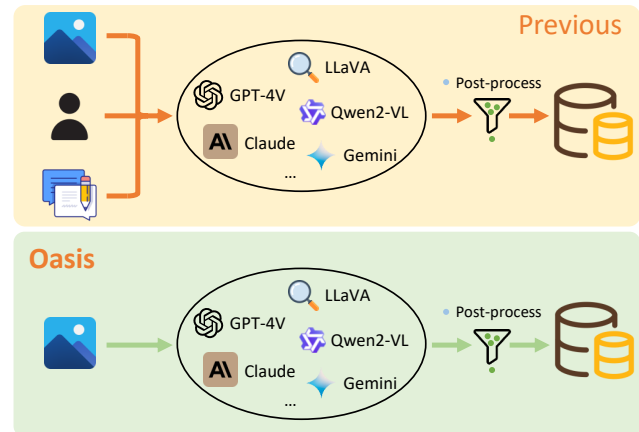 Previous
LLaVA
• Post-process
GPT-4V
Qwen2-VL
Claude
Gemini
...
Oasis
LLaVA
• Post-process
GPT-4V
Qwen2-VL
Claude
Gemini
...